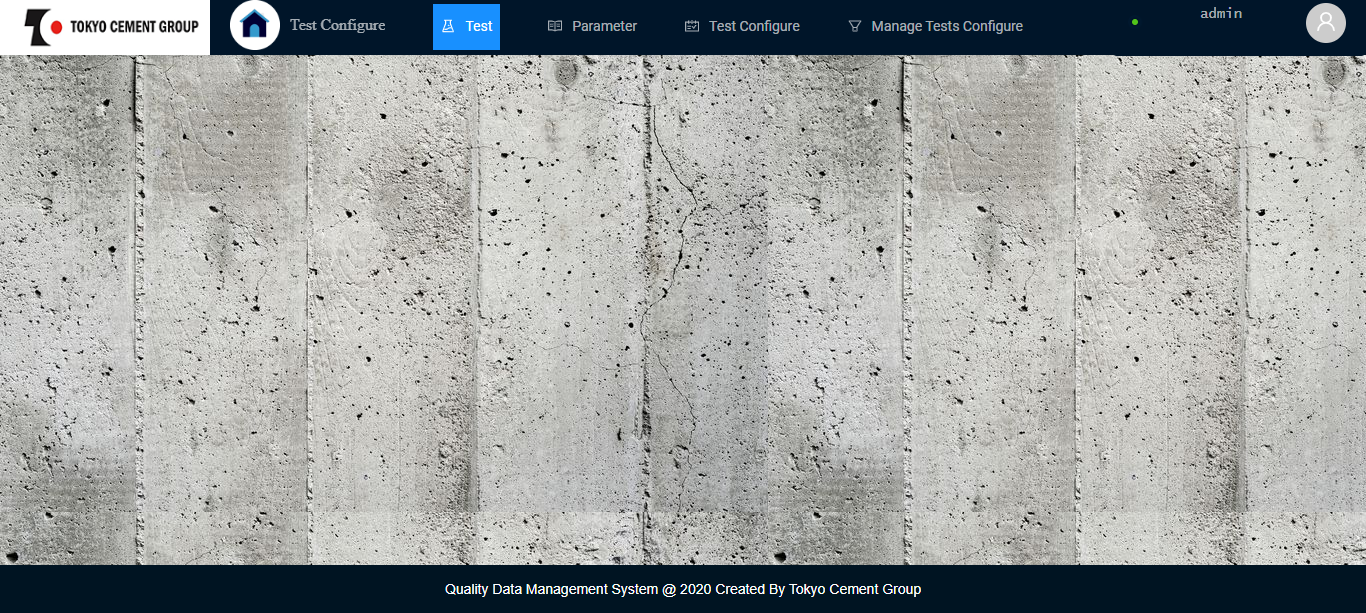 TOKYO CEMENT GROUP
Test Configure
Test
Parameter
Test Configure
Manage Tests Configure
admin
Quality Data Management System @ 2020 Created By Tokyo Cement Group